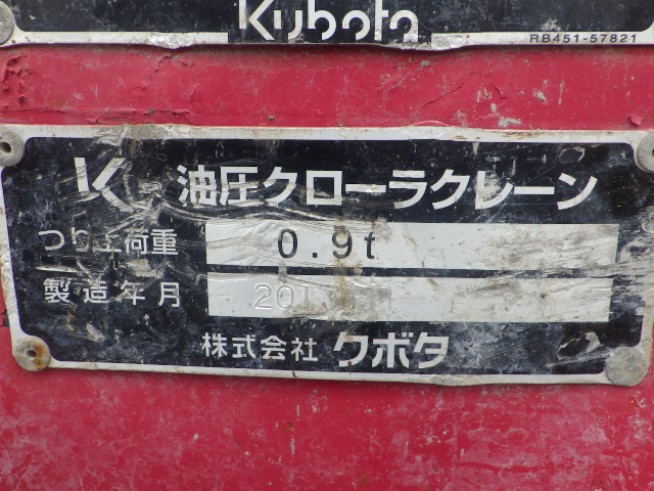 Kubota
RB451-57821
K 油圧クローラクレーン
つり上荷重 0.9t
製造年月
株式会社 クボタ